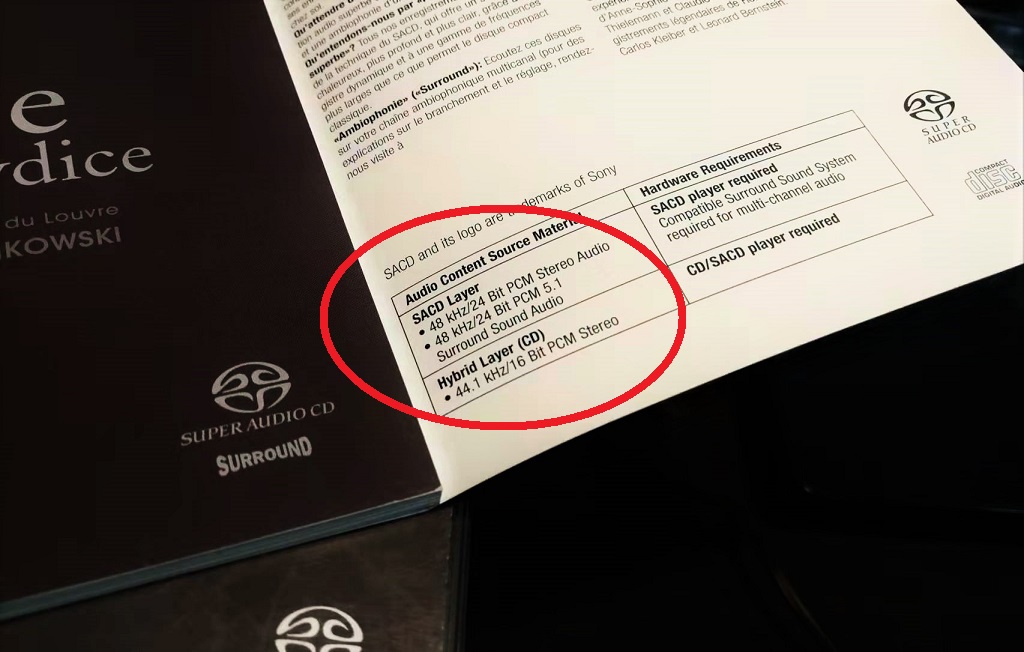 e
ydice
du Louvre
KOWSKI
SUPER AUDIO CD
SURROUND
Qu'attendre d
Qu'entendons-nous par
superbe»? Tous nos enregistrements
de la technique du SACD, qui offre un
chaleureux, plus profond et plus clair grâce
gistre dynamique et à une gamme de fréquences
plus larges que ce que permet le disque compact
classique.
«Ambiophonie» («Surround»): Ecoutez ces disques
sur votre chaîne ambiophonique multicanal (pour des
explications sur le branchement et le réglage, rendez-
nous visite à
d'Anne-Sophie
Thielemann et Claudio
gistrements légendaires de
Carlos Kleiber et Leonard Bernstein.
SACD and its logo are trademarks of Sony
Audio Content Source Material
Hardware Requirements
SACD Layer
• 48 kHz/24 Bit PCM Stereo Audio
• 48 kHz/24 Bit PCM 5.1
Surround Sound Audio
SACD player required
Compatible Surround Sound System
required for multi-channel audio
Hybrid Layer (CD)
• 44.1 kHz/16 Bit PCM Stereo
CD/SACD player required
SUPER
AUDIO CD
COMPACT
disc
DIGITAL AUDIO